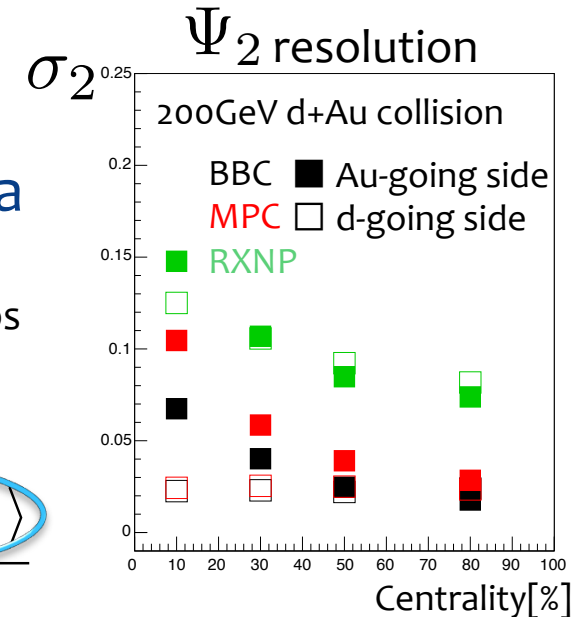 Ψ2 resolution
σ2
200GeV d+Au collision
BBC ■ Au-going side
MPC □ d-going side
RXNP
a
os
0.25
0.2
0.15
0.1
0.05
0
0 10 20 30 40 50 60 70 80 90 100
Centrality[%]